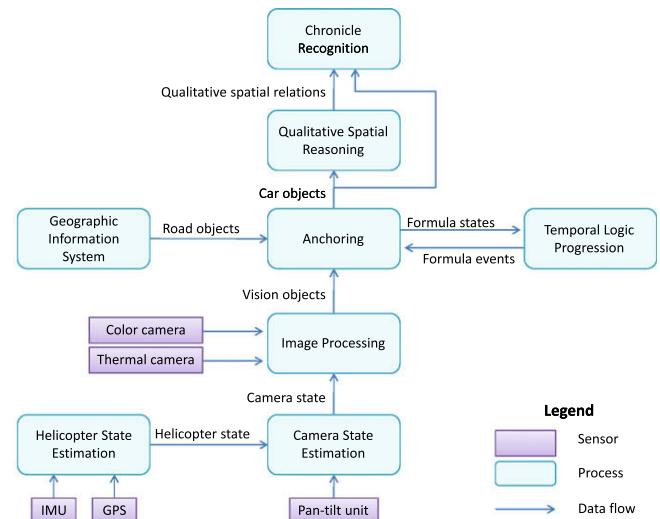 Chronicle
Recognition
Qualitative spatial relations
Qualitative Spatial
Reasoning
Car objects
Geographic
Information
System
Road objects
Anchoring
Formula states
Formula events
Temporal Logic
Progression
Vision objects
Color camera
Thermal camera
Image Processing
Camera state
Helicopter State
Estimation
Helicopter state
Camera State
Estimation
IMU
GPS
Pan-tilt unit
Legend
Sensor
Process
Data flow